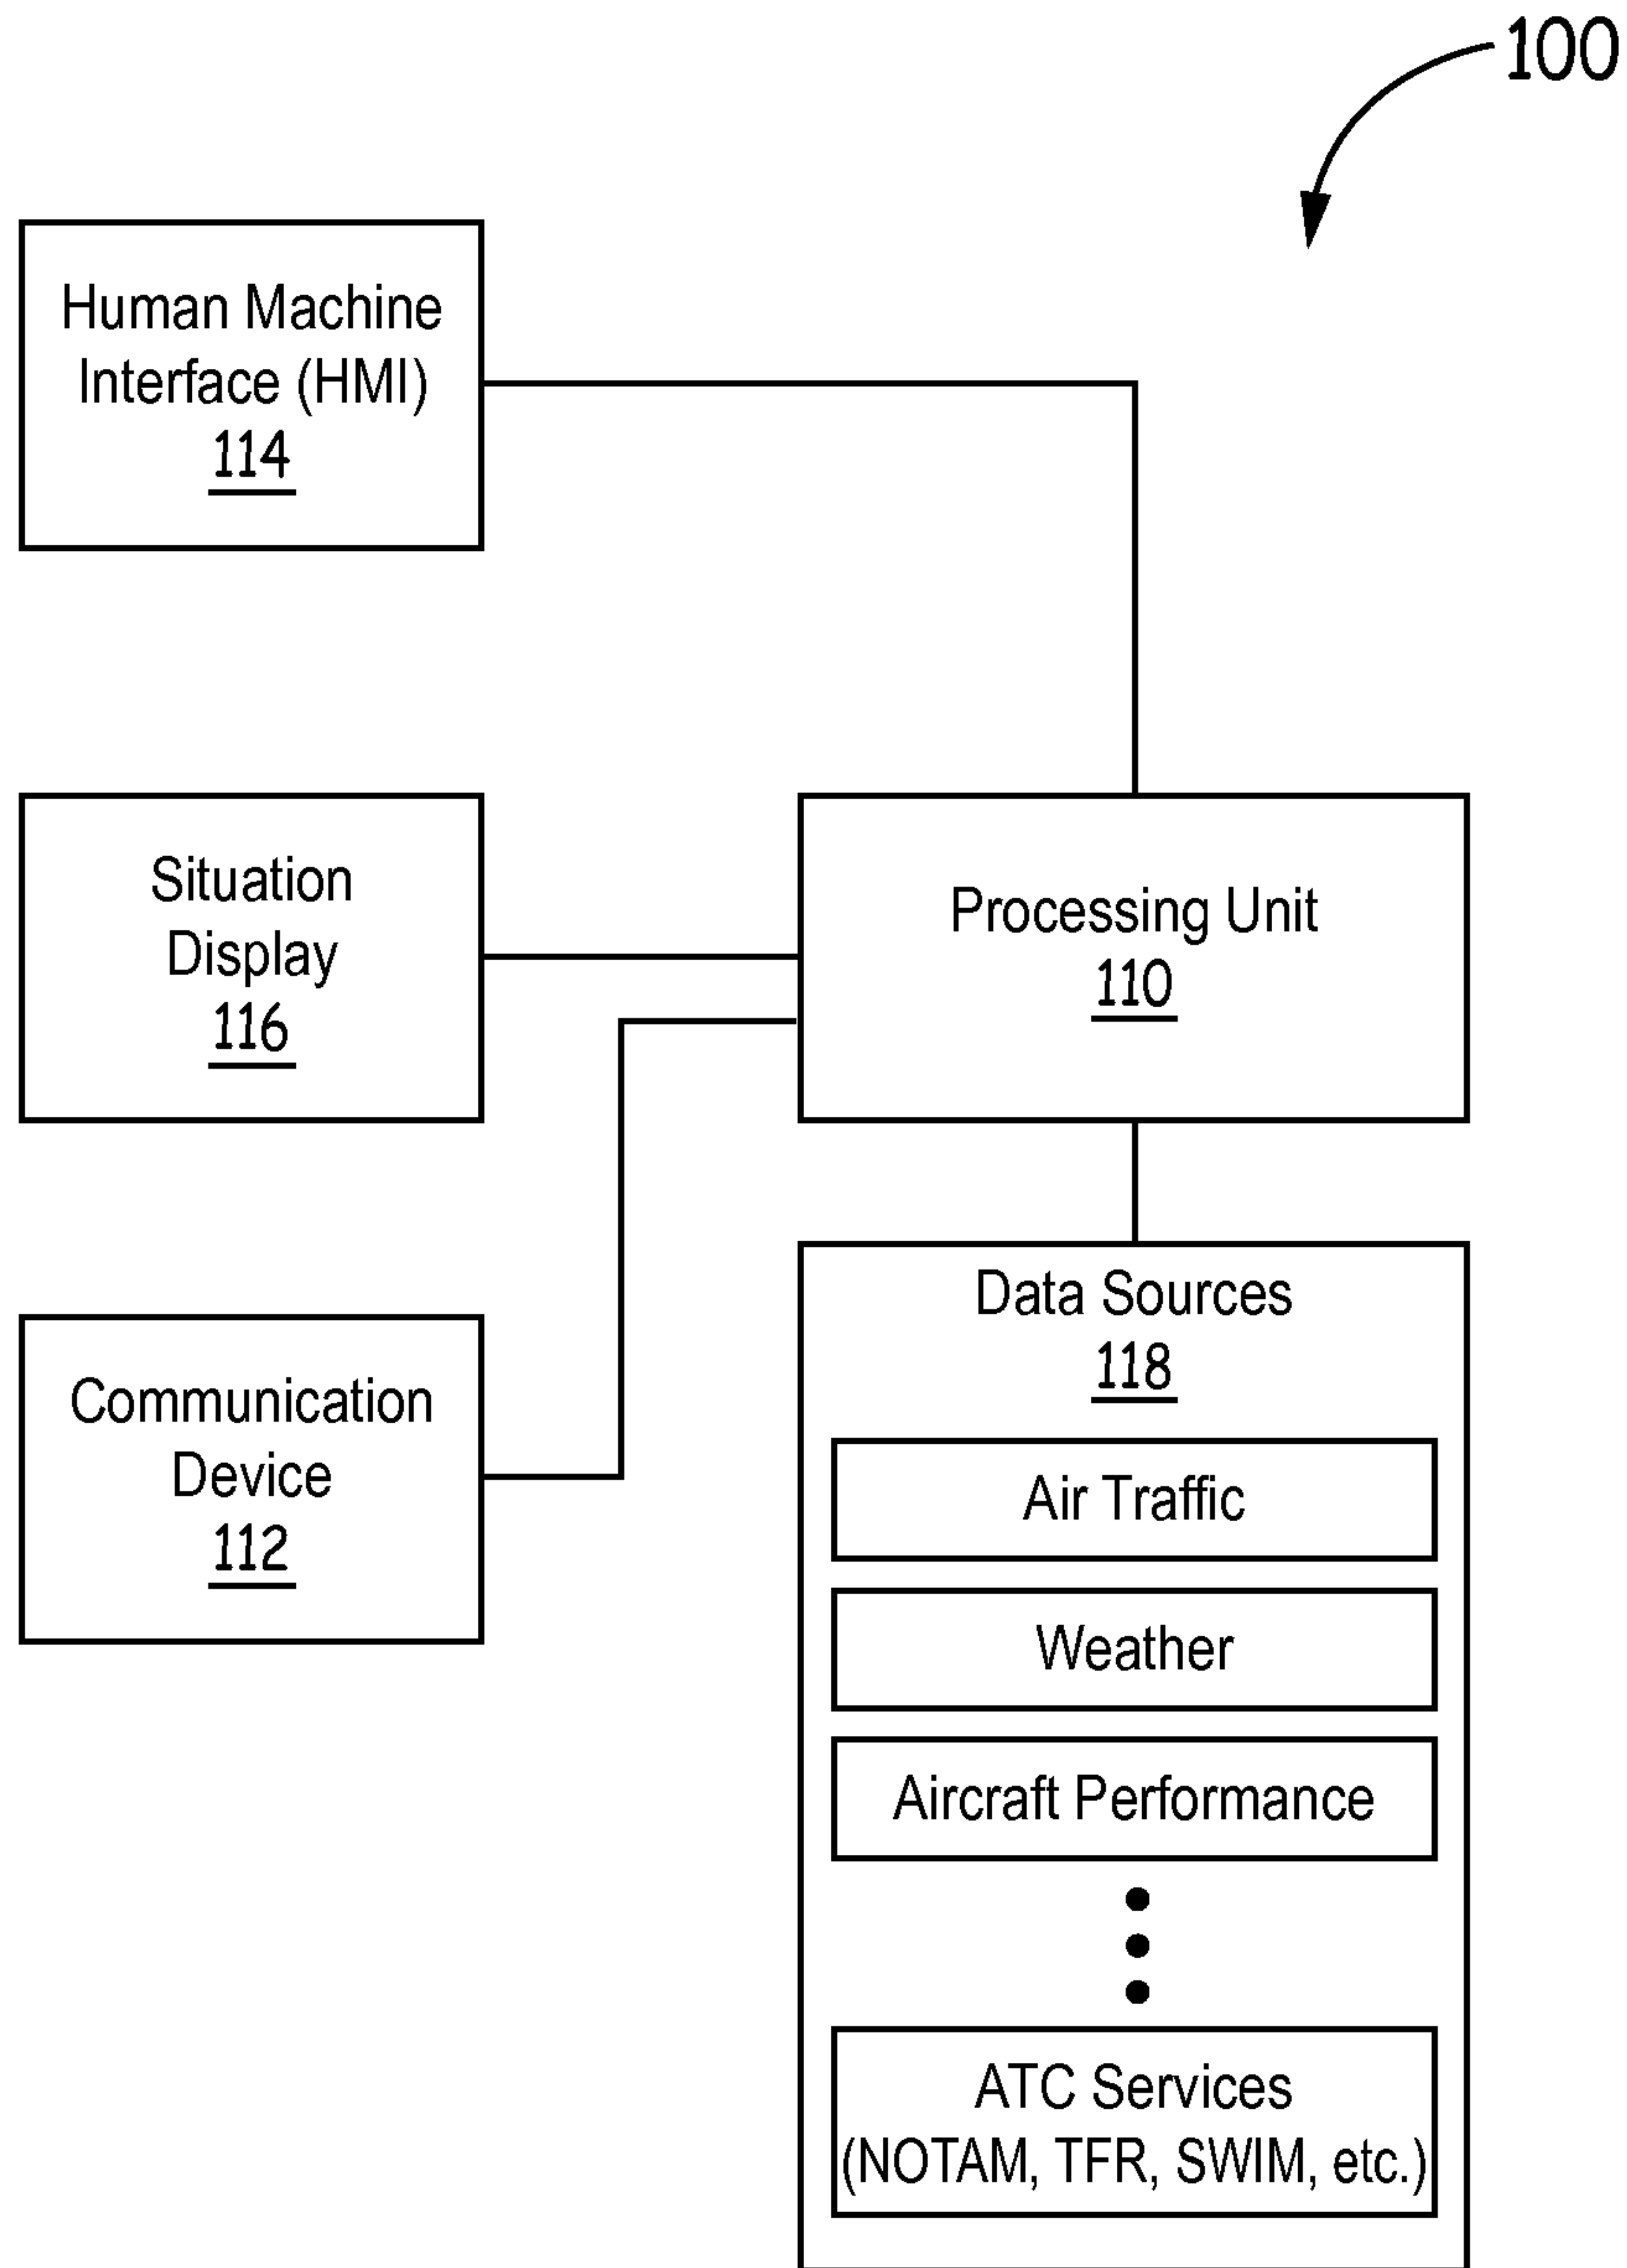 100
Human Machine
Interface (HMI)
114
Situation
Display
116
Processing Unit
110
Communication
Device
112
Data Sources
118
Air Traffic
Weather
Aircraft Performance
ATC Services
(NOTAM, TFR, SWIM, etc.)